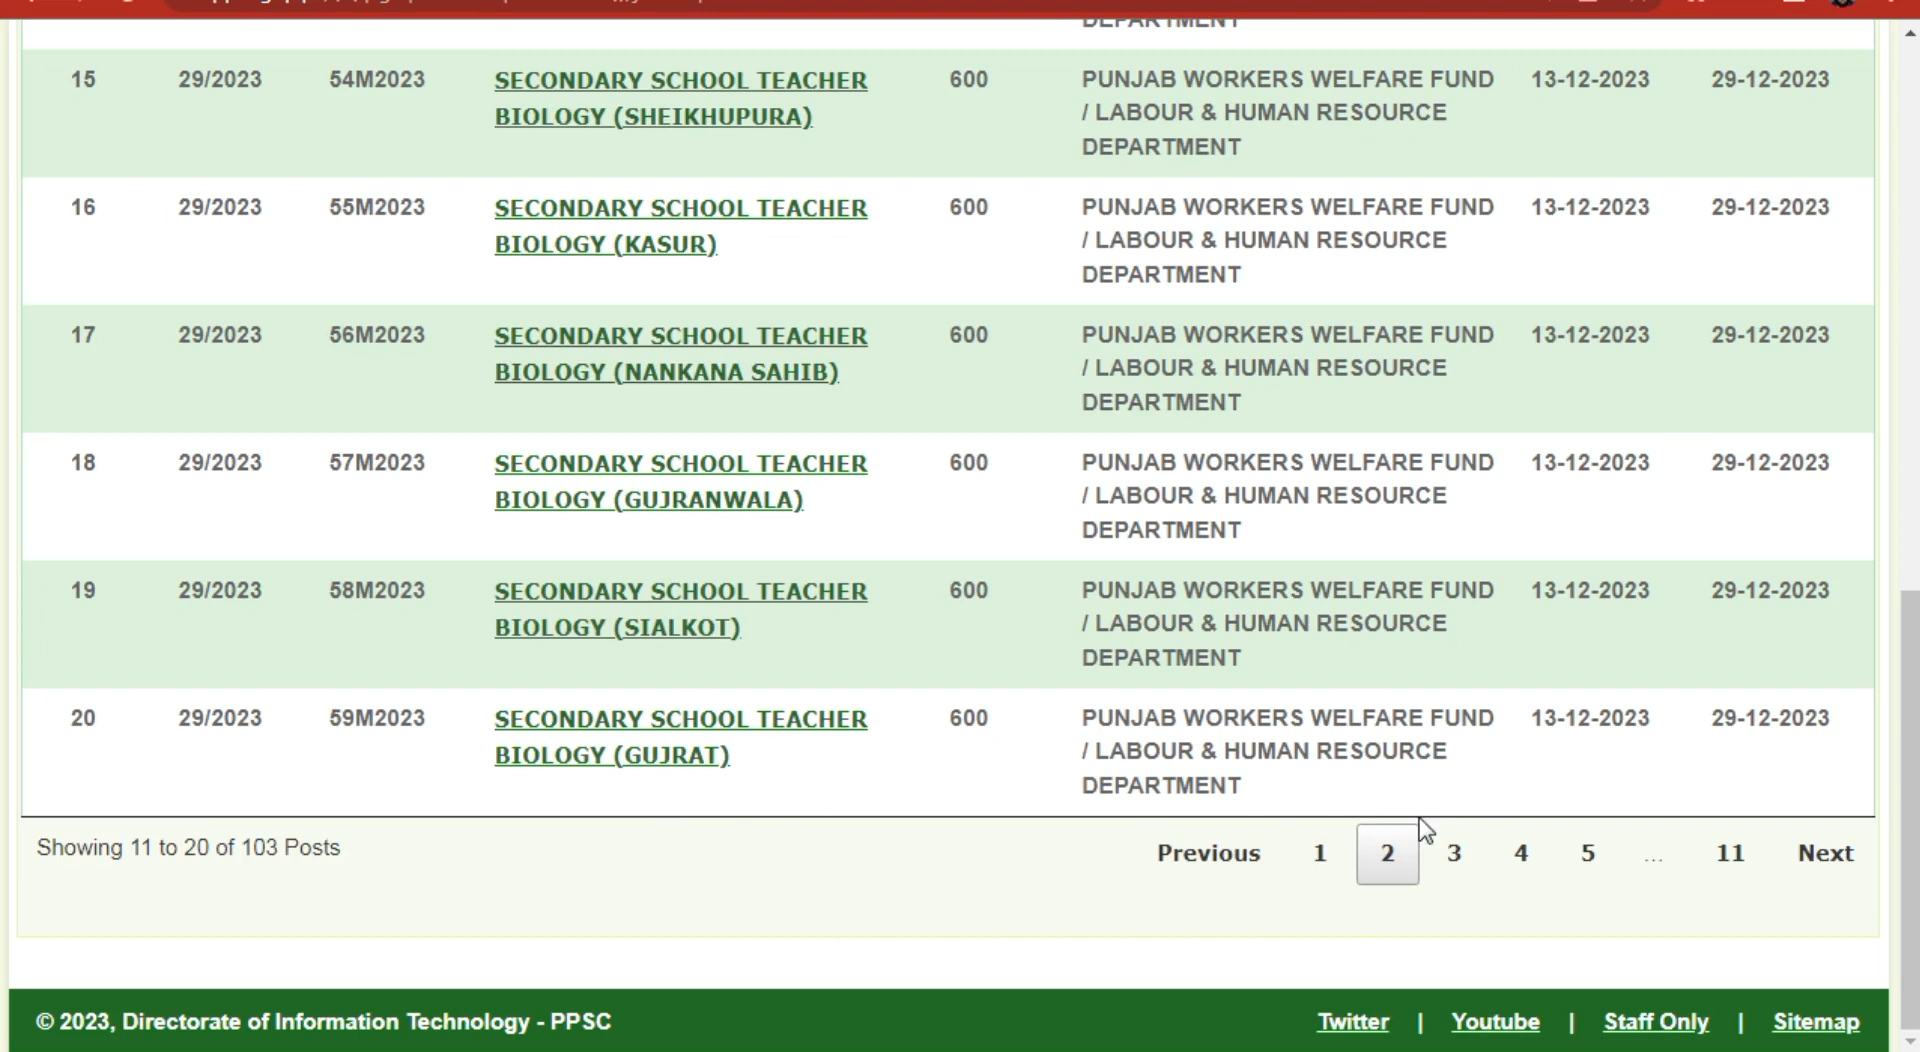 DEPARTMENT
15 29/2023 54M2023 SECONDARY SCHOOL TEACHER 600 PUNJAB WORKERS WELFARE FUND 13-12-2023 29-12-2023
BIOLOGY (SHEIKHUPURA) / LABOUR & HUMAN RESOURCE
DEPARTMENT
16 29/2023 55M2023 SECONDARY SCHOOL TEACHER 600 PUNJAB WORKERS WELFARE FUND 13-12-2023 29-12-2023
BIOLOGY (KASUR) / LABOUR & HUMAN RESOURCE
DEPARTMENT
17 29/2023 56M2023 SECONDARY SCHOOL TEACHER 600 PUNJAB WORKERS WELFARE FUND 13-12-2023 29-12-2023
BIOLOGY (NANKANA SAHIB) / LABOUR & HUMAN RESOURCE
DEPARTMENT
18 29/2023 57M2023 SECONDARY SCHOOL TEACHER 600 PUNJAB WORKERS WELFARE FUND 13-12-2023 29-12-2023
BIOLOGY (GUJRANWALA) / LABOUR & HUMAN RESOURCE
DEPARTMENT
19 29/2023 58M2023 SECONDARY SCHOOL TEACHER 600 PUNJAB WORKERS WELFARE FUND 13-12-2023 29-12-2023
BIOLOGY (SIALKOT) / LABOUR & HUMAN RESOURCE
DEPARTMENT
20 29/2023 59M2023 SECONDARY SCHOOL TEACHER 600 PUNJAB WORKERS WELFARE FUND 13-12-2023 29-12-2023
BIOLOGY (GUJRAT) / LABOUR & HUMAN RESOURCE
DEPARTMENT
Showing 11 to 20 of 103 Posts Previous 1 2 3 4 5 ... 11 Next
© 2023, Directorate of Information Technology - PPSC Twitter | Youtube | Staff Only | Sitemap